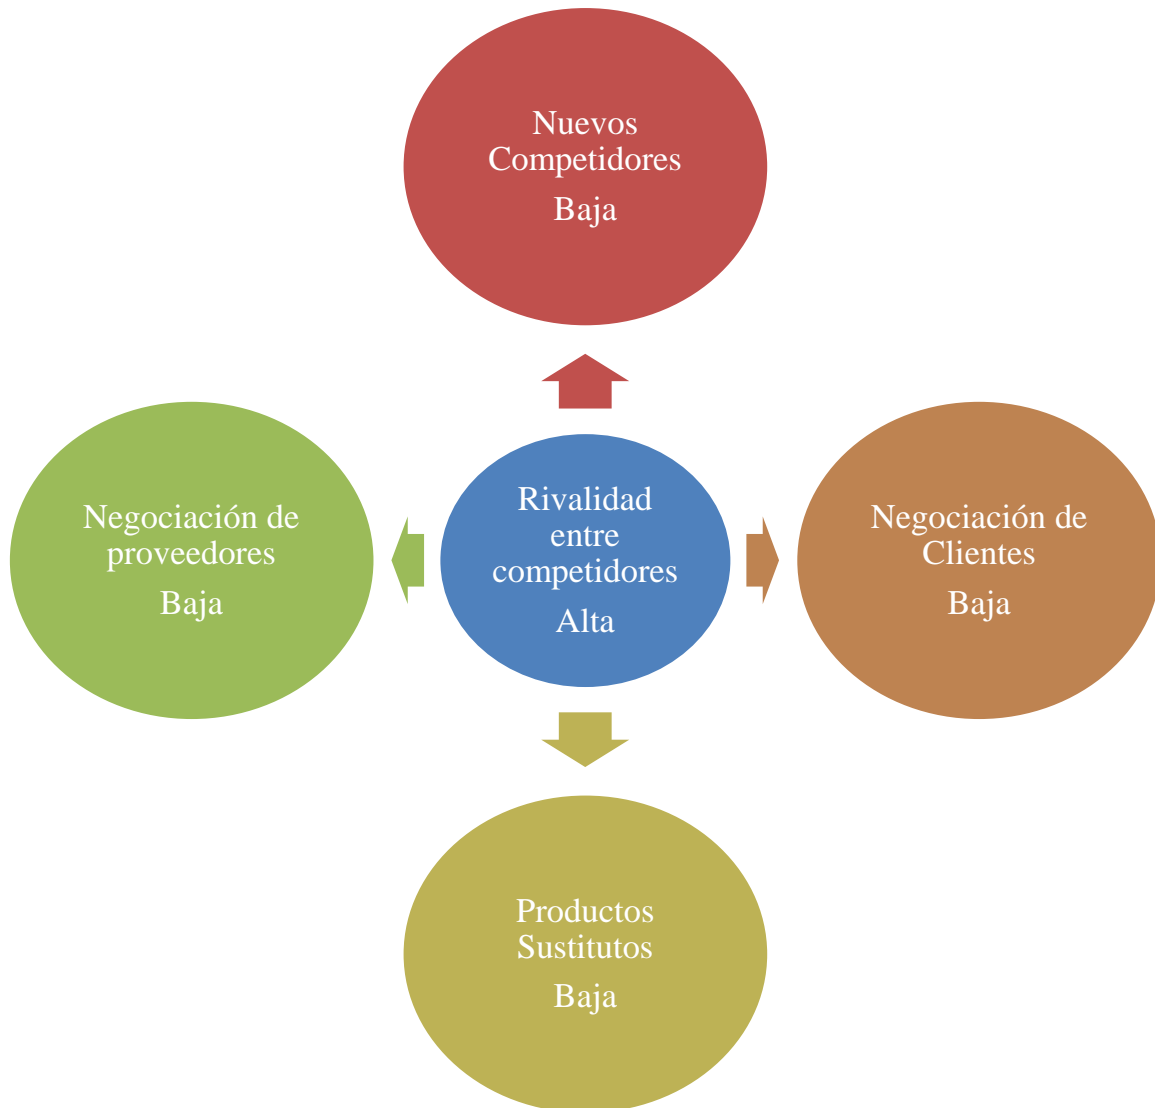 Nuevos
Competidores
Baja
Negociación de
proveedores
Baja
Rivalidad
entre
competidores
Alta
Negociación de
Clientes
Baja
Productos
Sustitutos
Baja